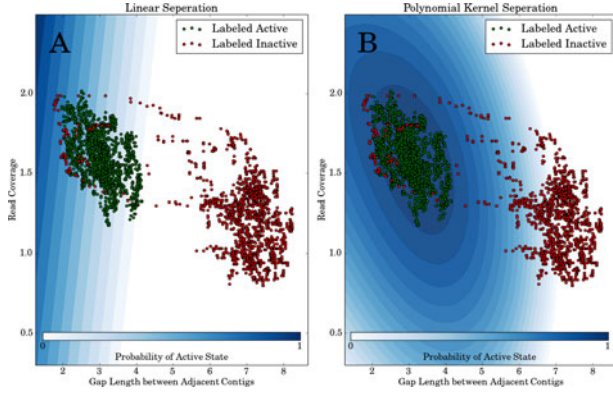 Linear Seperation
A
Labeled Active
Labeled Inactive
Read Coverage
2.0
1.5
1.0
0.5
0
1
Probability of Active State
2 3 4 5 6 7 8
Gap Length between Adjacent Contigs
Polynomial Kernel Seperation
B
Labeled Active
Labeled Inactive
Read Coverage
2.0
1.5
1.0
0.5
0
1
Probability of Active State
2 3 4 5 6 7 8
Gap Length between Adjacent Contigs